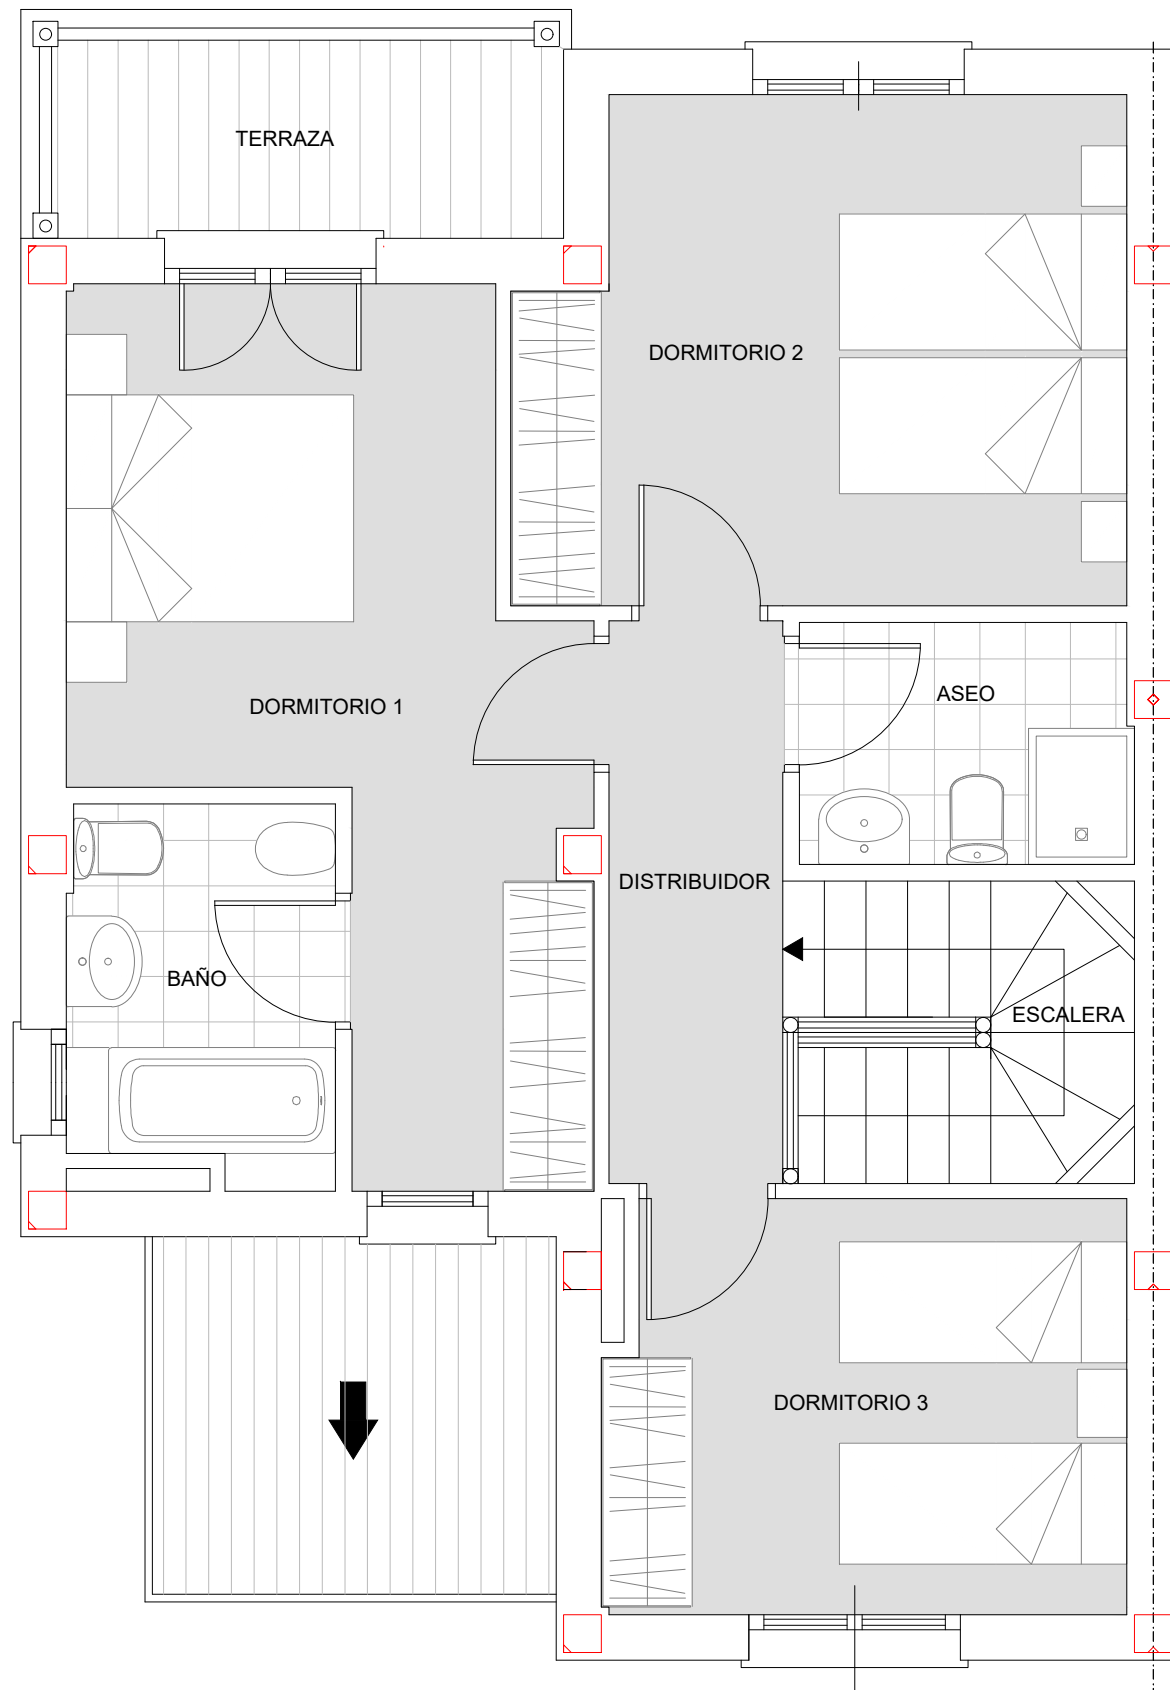 TERRAZA
DORMITORIO 2
ASEO
DORMITORIO 1
DISTRIBUIDOR
BAÑO
ESCALERA
DORMITORIO 3